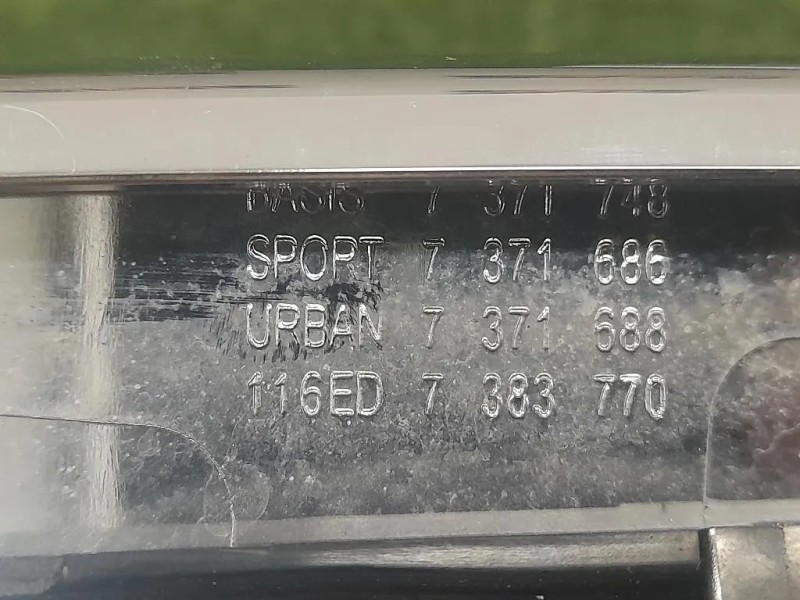 BASIS 7 371 748
SPORT 7 371 686
URBAN 7 371 688
116ED 7 383 770